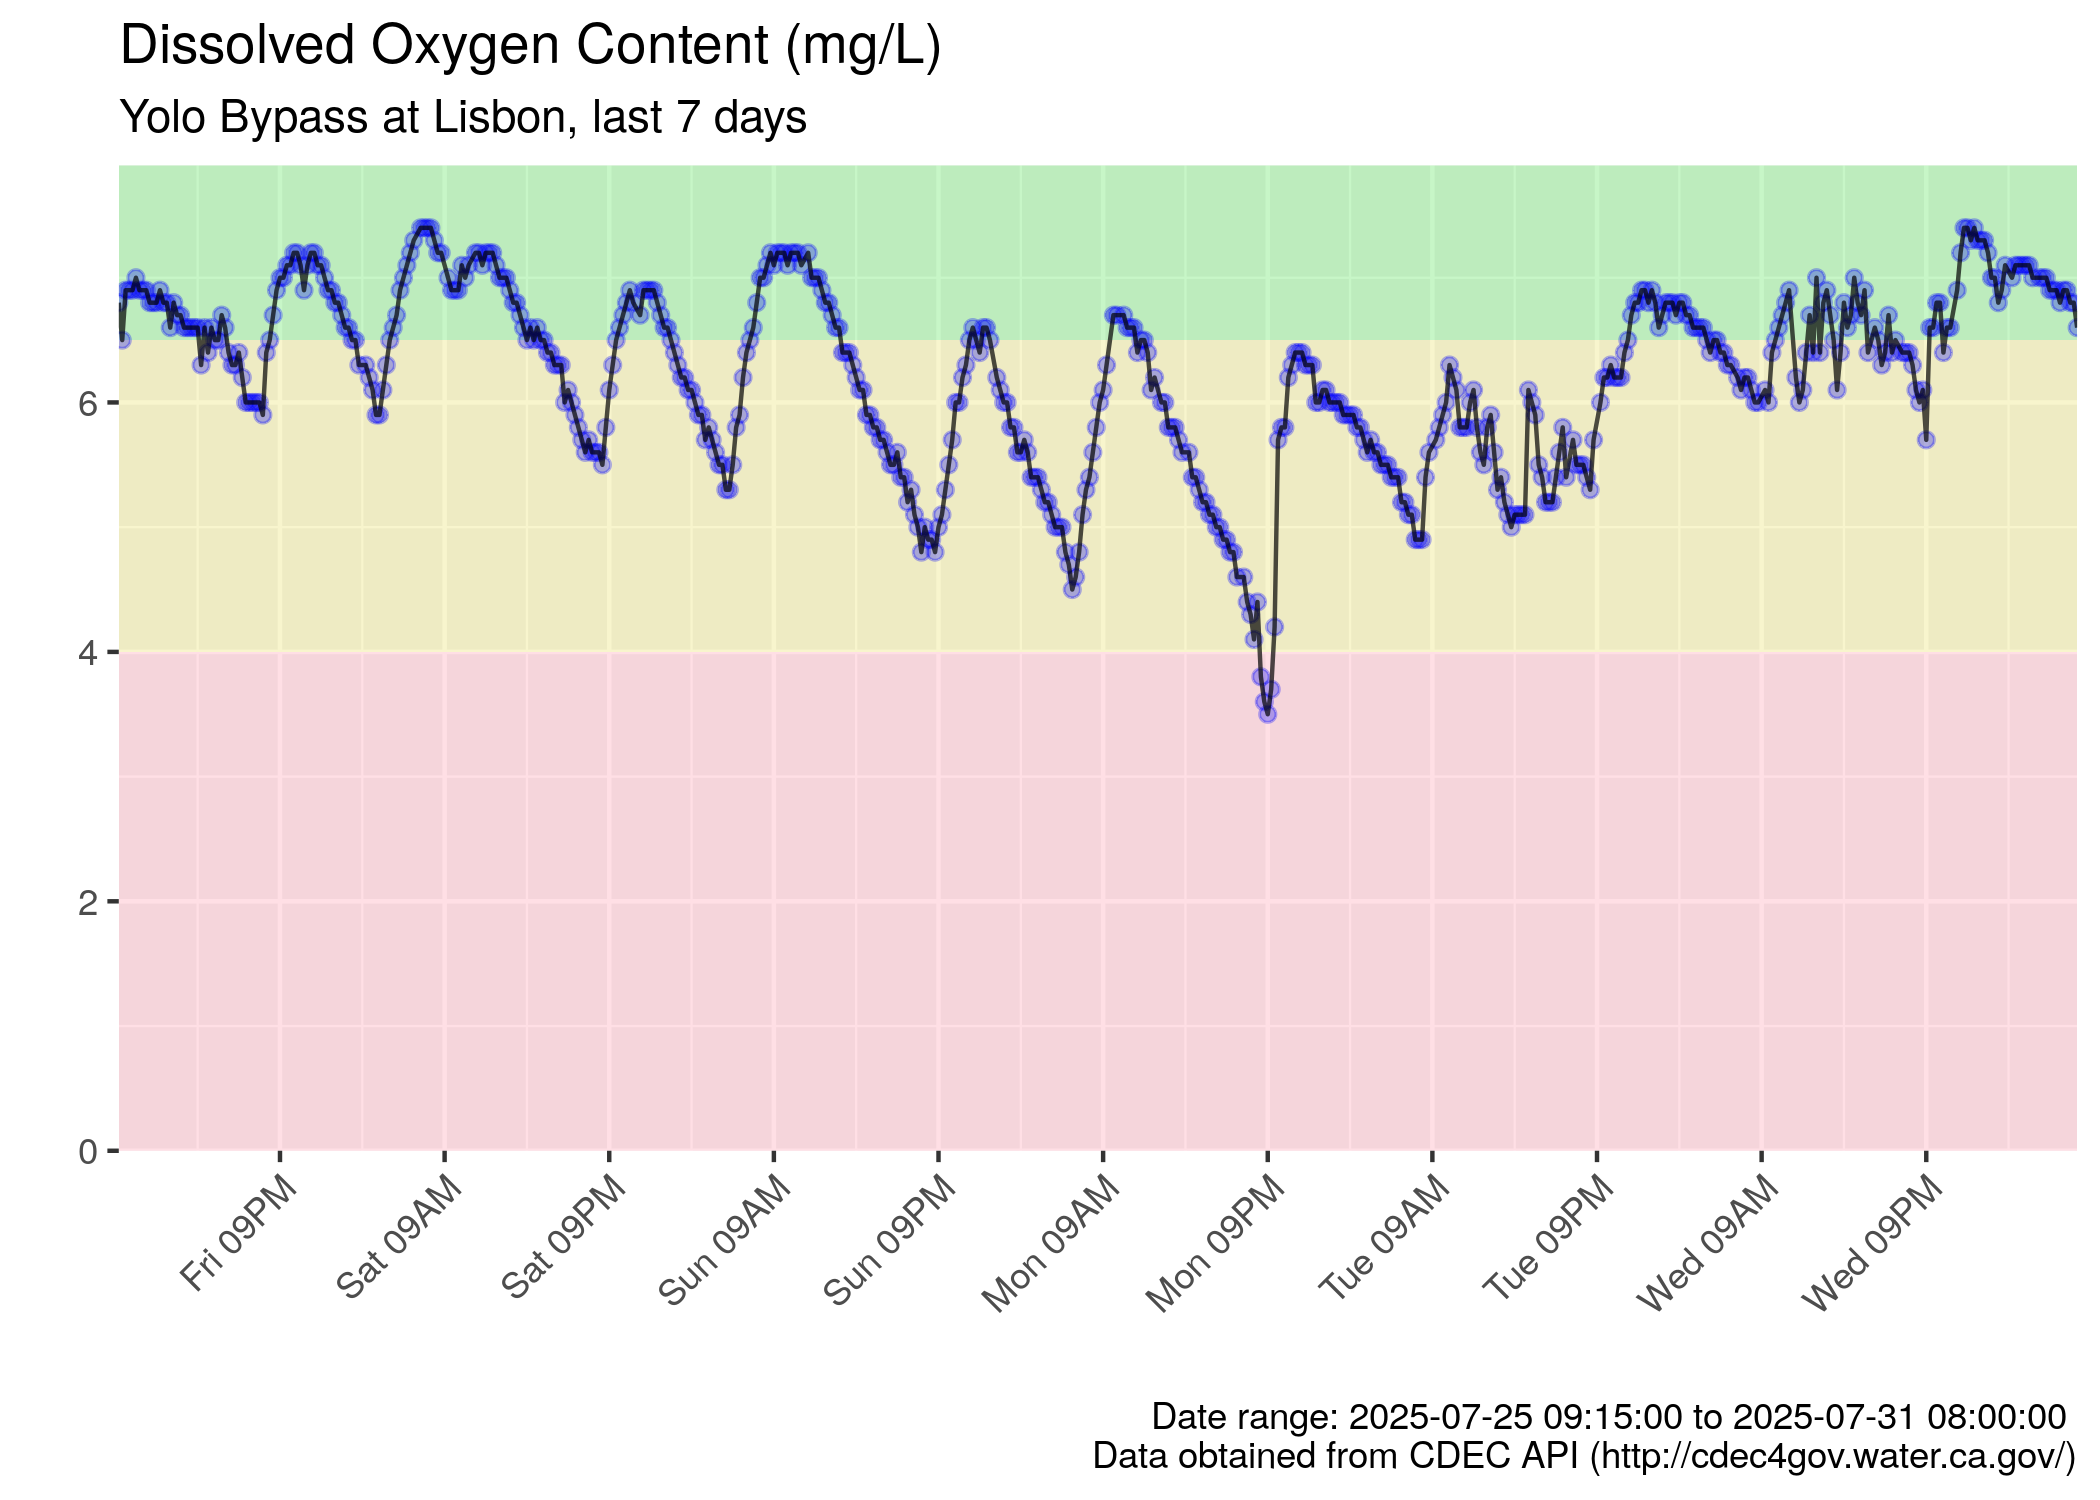 Dissolved Oxygen Content (mg/L)
Yolo Bypass at Lisbon, last 7 days
6
4
2
0
Fri 09PM
Sat 09AM
Sat 09PM
Sun 09AM
Sun 09PM
Mon 09AM
Mon 09PM
Tue 09AM
Tue 09PM
Wed 09AM
Wed 09PM
Date range: 2025-07-25 09:15:00 to 2025-07-31 08:00:00
Data obtained from CDEC API (http://cdec4gov.water.ca.gov/)